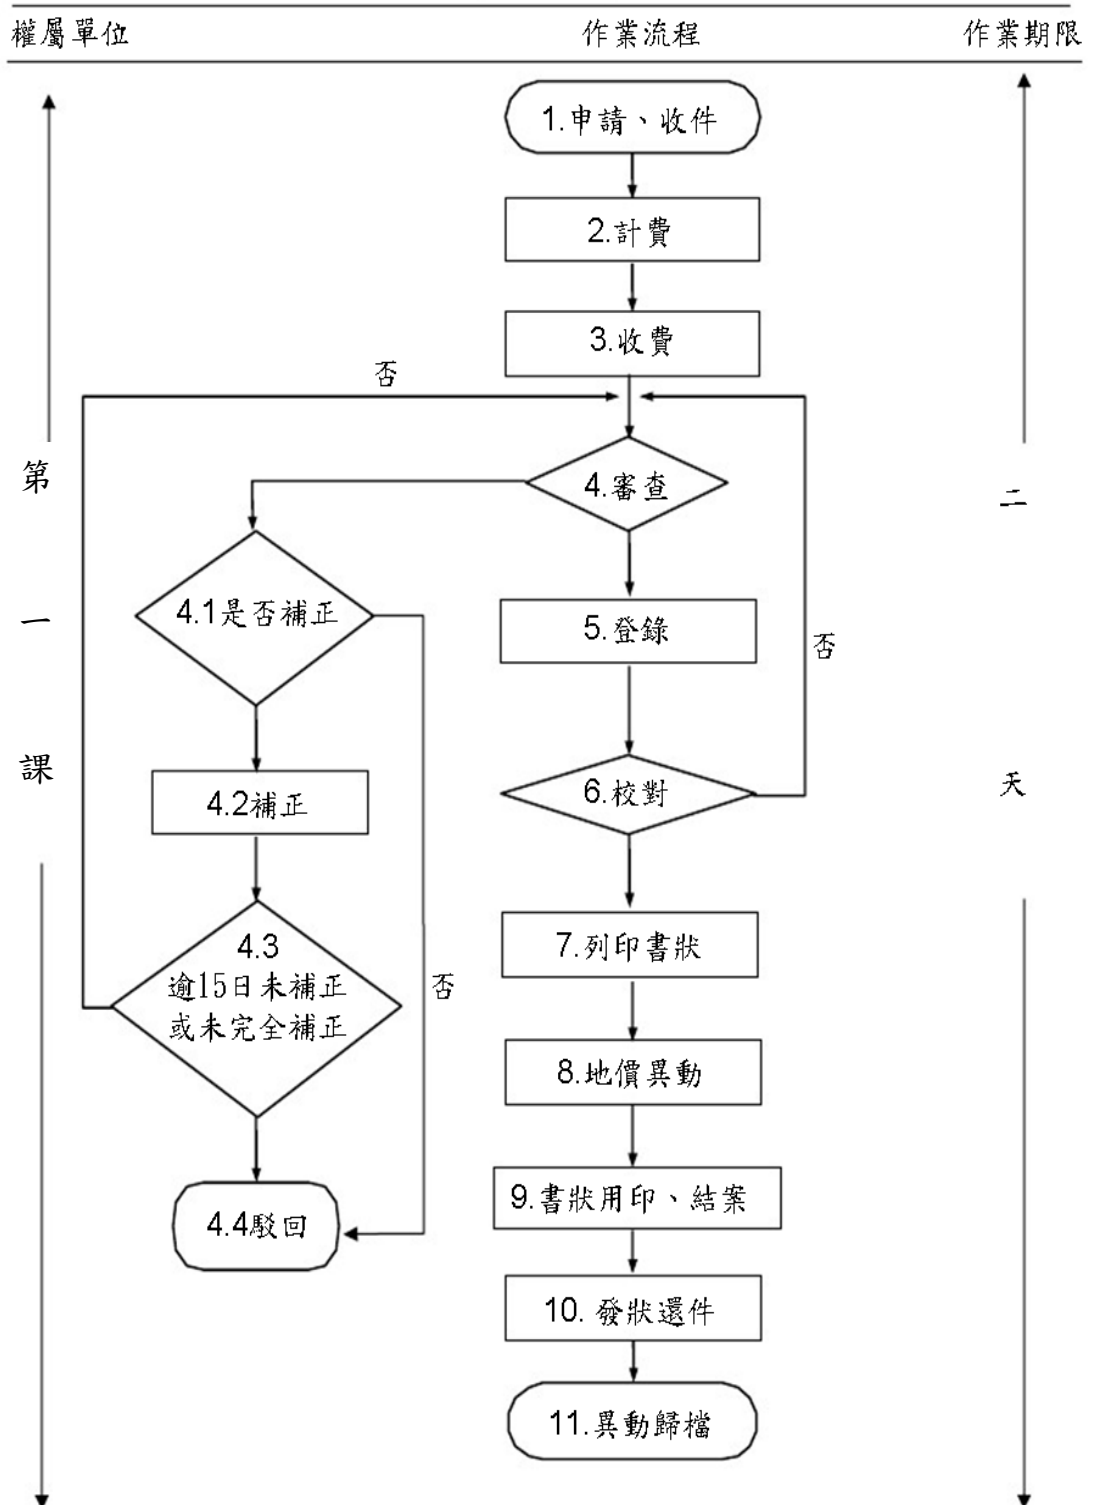 權屬單位 作業流程 作業期限
1.申請、收件
2.計費
3.收費
否
4.審查
第一課
二天
4.1是否補正
5.登錄
否
4.2補正
6.校對
4.3
逾15日未補正
或未完全補正
否
7.列印書狀
8.地價異動
4.4駁回
9.書狀用印、結案
10. 發狀還件
11.異動歸檔